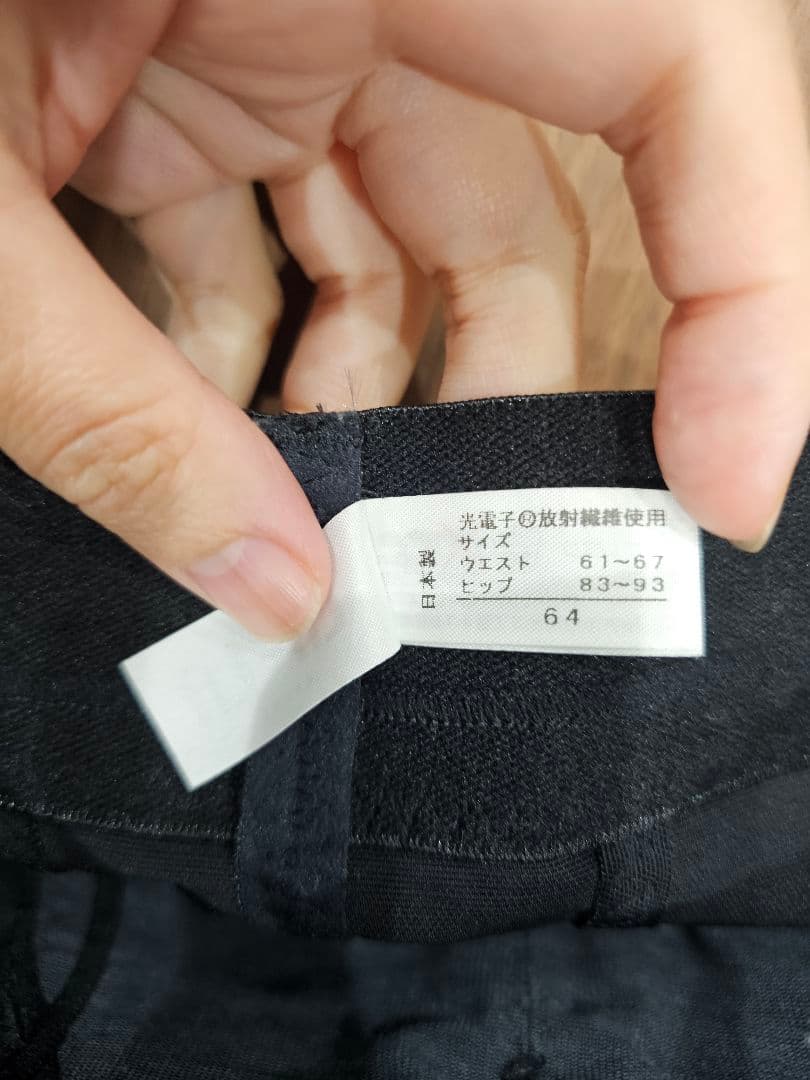 光電子®放射繊維使用
サイズ
ウエスト 61~67
ヒップ 83~93
64
日本製